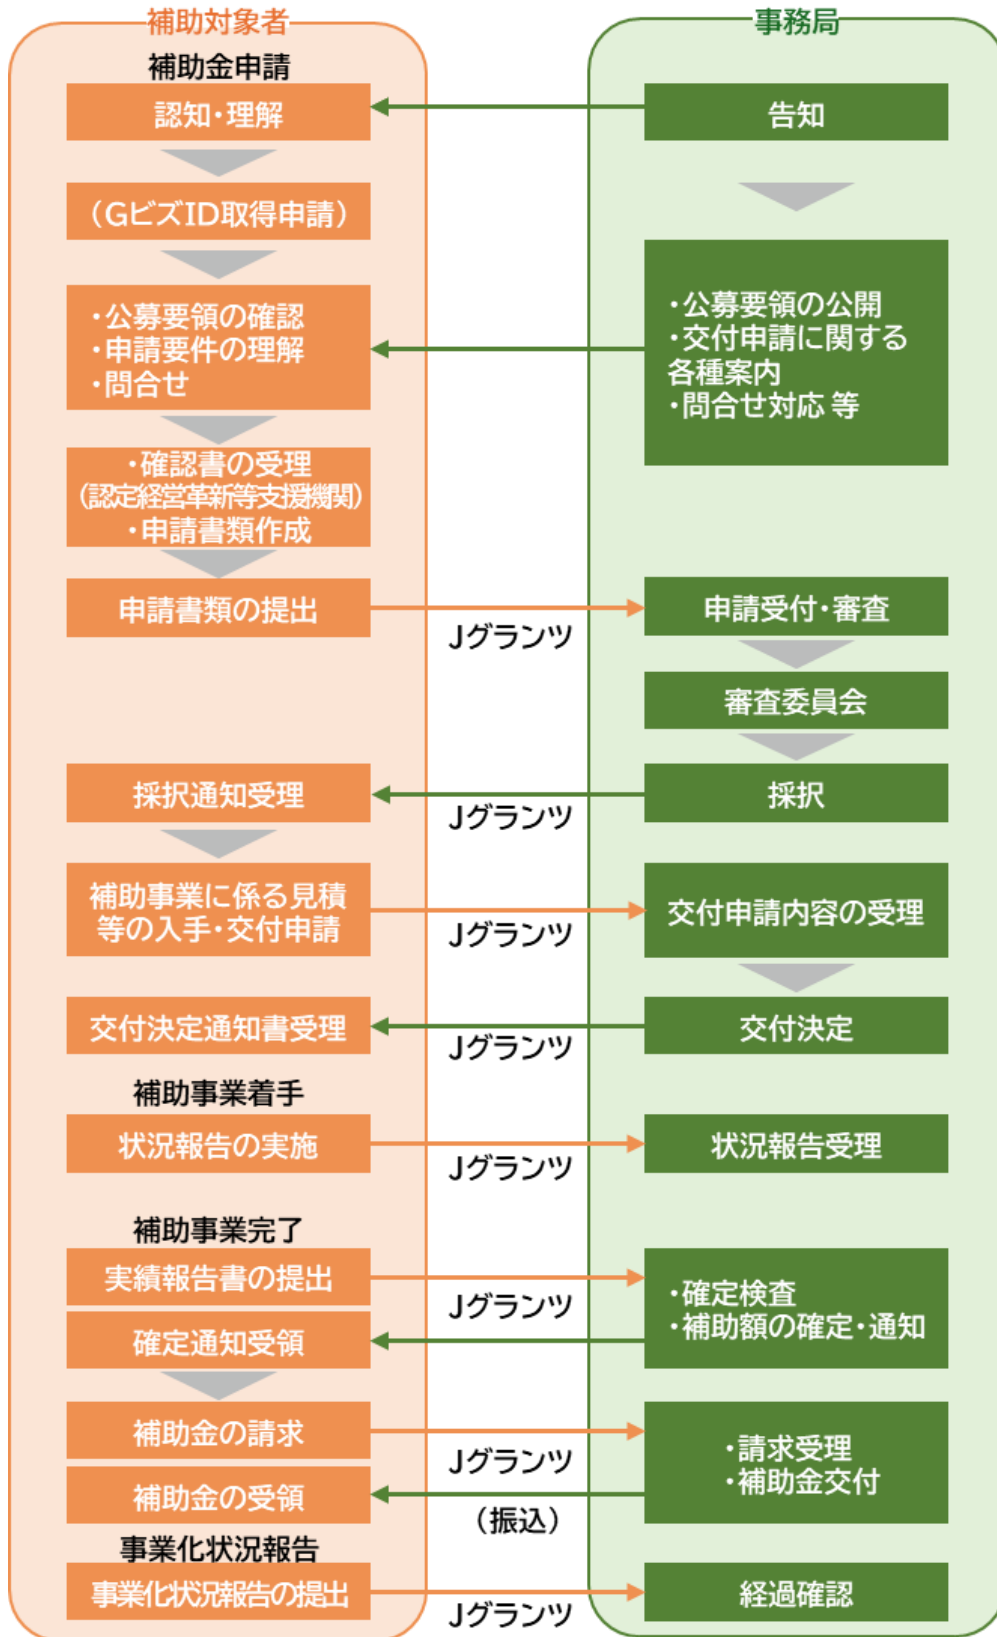 補助対象者
事務局
補助金申請
認知・理解
告知
（GビズID取得申請）
・公募要領の確認
・申請要件の理解
・問合せ
・公募要領の公開
・交付申請に関する
各種案内
・問合せ対応 等
・確認書の受理
（認定経営革新等支援機関）
・申請書類作成
申請書類の提出
Jグランツ
申請受付・審査
審査委員会
採択通知受理
Jグランツ
採択
補助事業に係る見積
等の入手・交付申請
Jグランツ
交付申請内容の受理
交付決定通知書受理
Jグランツ
交付決定
補助事業着手
状況報告の実施
Jグランツ
状況報告受理
補助事業完了
実績報告書の提出
Jグランツ
・確定検査
・補助額の確定・通知
確定通知受領
補助金の請求
Jグランツ
・請求受理
・補助金交付
補助金の受領
（振込）
事業化状況報告
事業化状況報告の提出
Jグランツ
経過確認